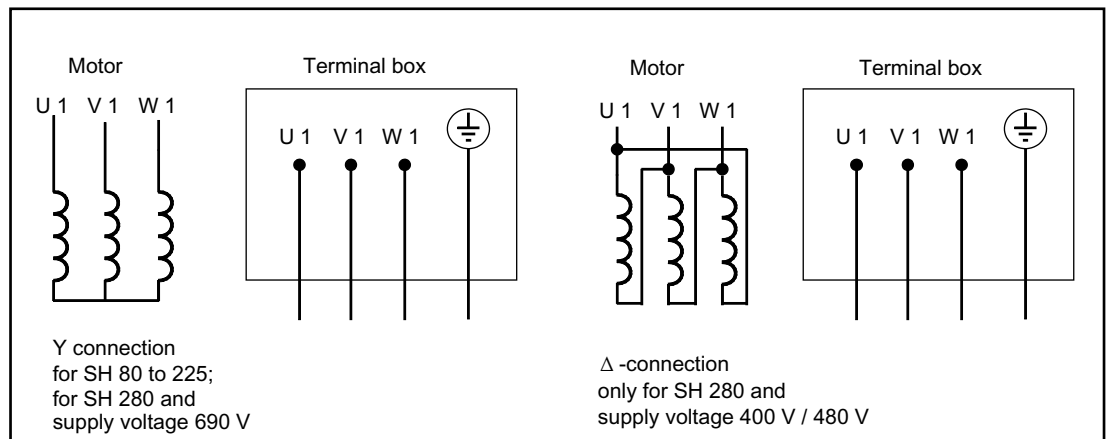 Motor
U 1 V 1 W 1
Terminal box
U 1 V 1 W 1
Y connection
for SH 80 to 225;
for SH 280 and
supply voltage 690 V
Motor
U 1 V 1 W 1
Terminal box
U 1 V 1 W 1
Δ -connection
only for SH 280 and
supply voltage 400 V / 480 V